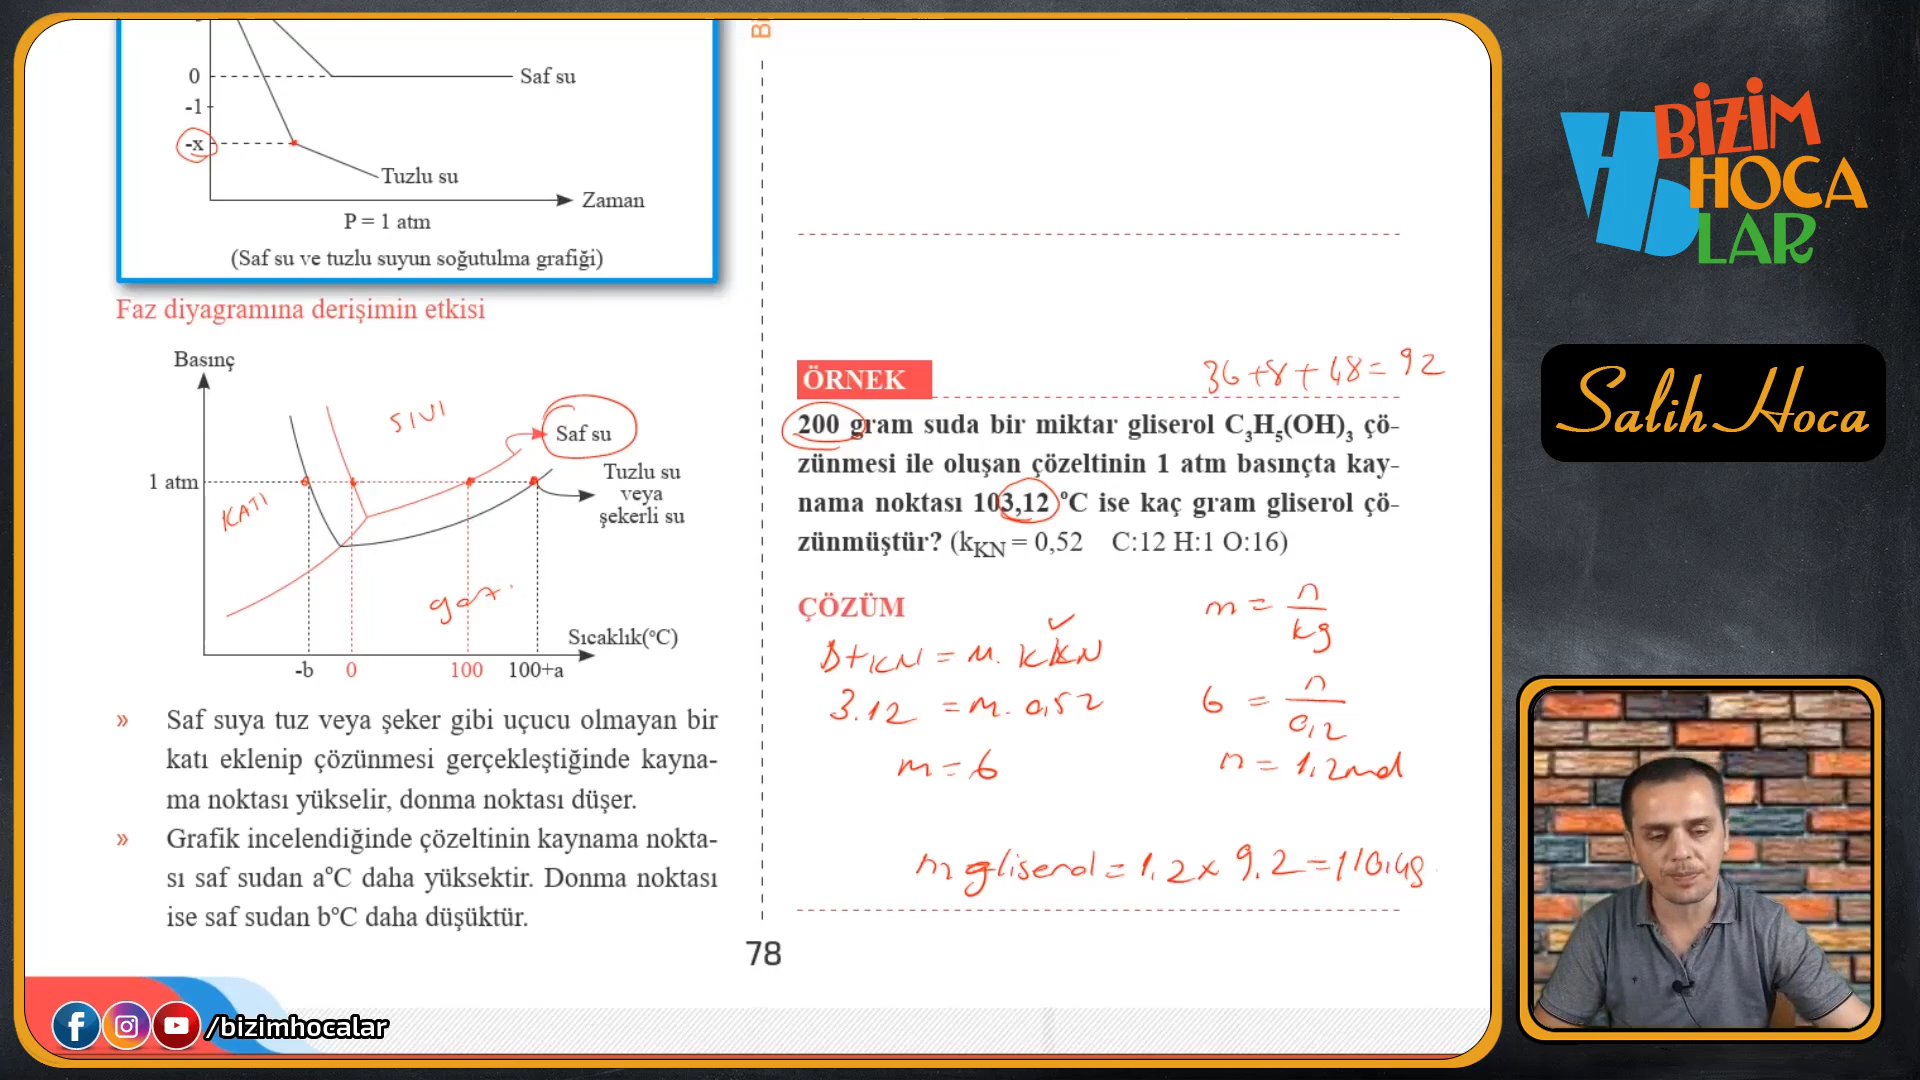 0
Saf su
-1
-x
Tuzlu su
Zaman
P = 1 atm
(Saf su ve tuzlu suyun soğutulma grafiği)
Faz diyagramına derişimin etkisi
Basınç
SIVI
Saf su
1 atm
KATI
Tuzlu su
veya
şekerli su
gaz
Sıcaklık(°C)
-b 0 100 100+a
» Saf suya tuz veya şeker gibi uçucu olmayan bir
katı eklenip çözünmesi gerçekleştiğinde kayna-
ma noktası yükselir, donma noktası düşer.
» Grafik incelendiğinde çözeltinin kaynama nokta-
sı saf sudan a°C daha yüksektir. Donma noktası
ise saf sudan b°C daha düşüktür.
B
36+8+48=92
ÖRNEK
200 gram suda bir miktar gliserol C₃H₅(OH)₃ çö-
zünmesi ile oluşan çözeltinin 1 atm basınçta kay-
nama noktası 103,12 °C ise kaç gram gliserol çö-
zünmüştür? (k_KN = 0,52 C:12 H:1 O:16)
ÇÖZÜM
m = n/kg
Δt KN = m. k KN
3.12 = m. 0,52
6 = n/0,2
m = 6
n = 1,2 mol
m gliserol = 1.2 x 9.2 = 110,4g
78
/bizimhocalar
BİZİM
HOCA
LAR
Salih Hoca